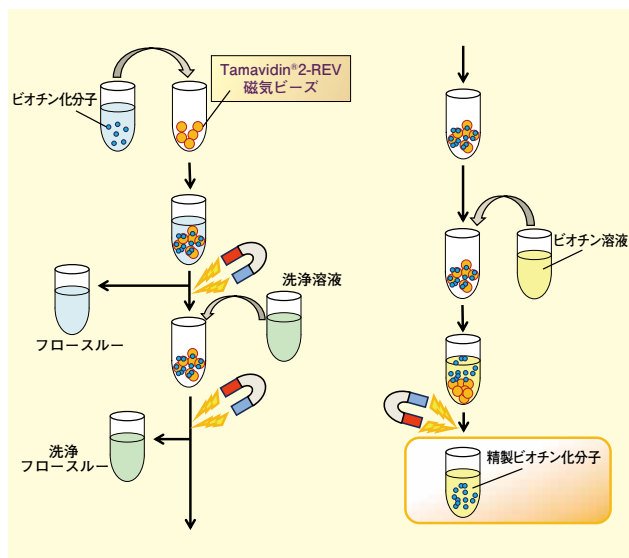 Tamavidin®2-REV
磁気ビーズ
ビオチン化分子
洗浄溶液
フロースルー
洗浄
フロースルー
ビオチン溶液
精製ビオチン化分子